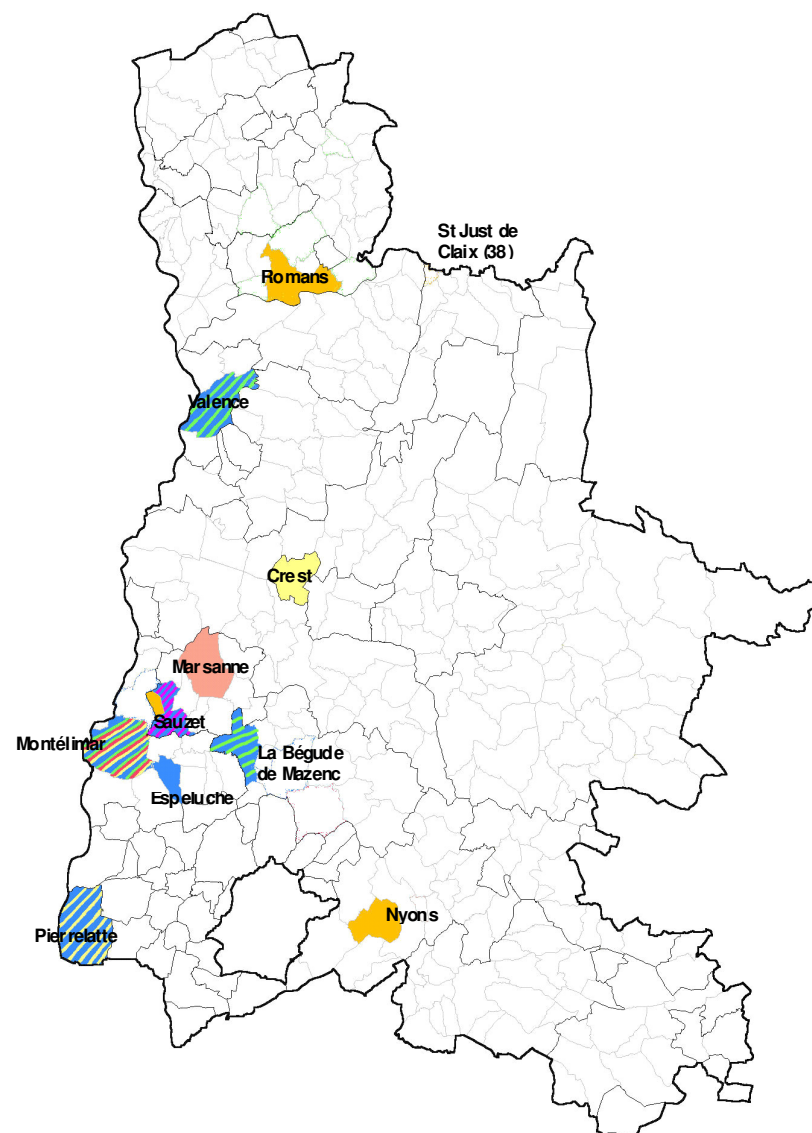 St Just de
Claix (38)
Romans
Valence
Crest
Marsanne
Sauzet
Montélimar
La Bégude
de Mazenc
Espeluche
Nyons
Pierrelatte